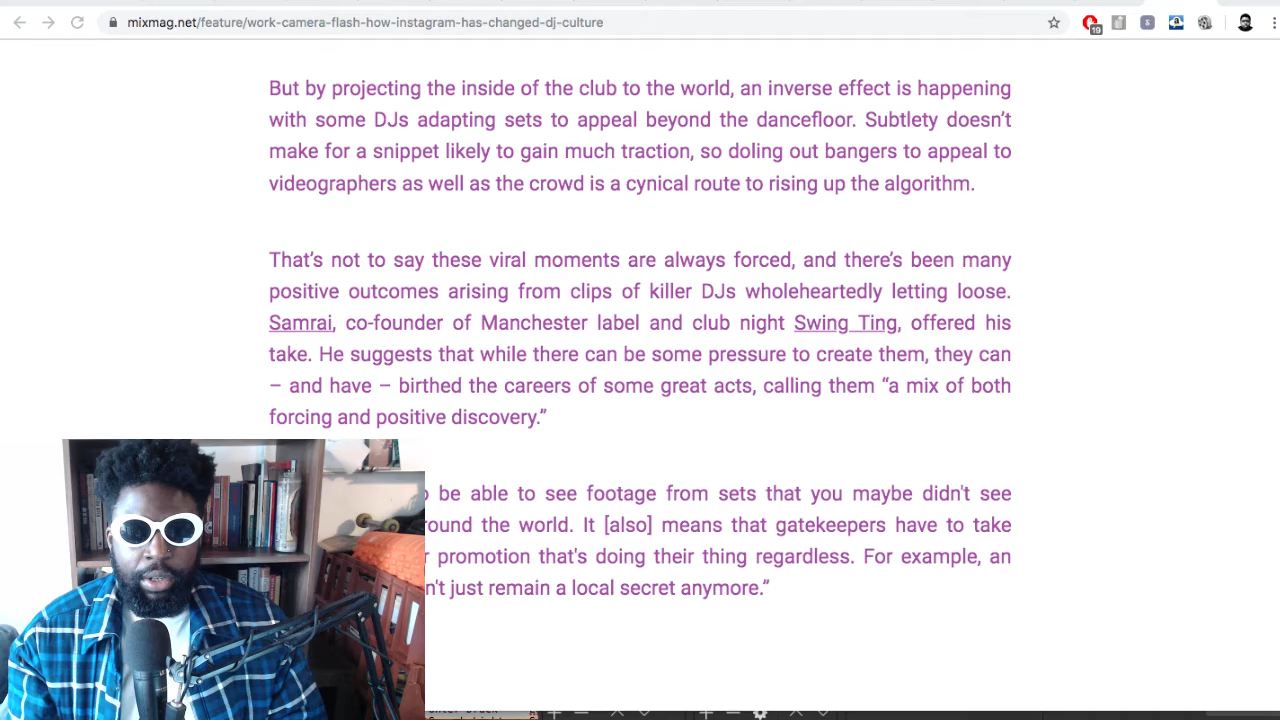 mixmag.net/feature/work-camera-flash-how-instagram-has-changed-dj-culture
19
But by projecting the inside of the club to the world, an inverse effect is happening
with some DJs adapting sets to appeal beyond the dancefloor. Subtlety doesn’t
make for a snippet likely to gain much traction, so doling out bangers to appeal to
videographers as well as the crowd is a cynical route to rising up the algorithm.
That’s not to say these viral moments are always forced, and there’s been many
positive outcomes arising from clips of killer DJs wholeheartedly letting loose.
Samrai, co-founder of Manchester label and club night Swing Ting, offered his
take. He suggests that while there can be some pressure to create them, they can
– and have – birthed the careers of some great acts, calling them “a mix of both
forcing and positive discovery.”
be able to see footage from sets that you maybe didn't see
round the world. It [also] means that gatekeepers have to take
promotion that's doing their thing regardless. For example, an
n't just remain a local secret anymore.”